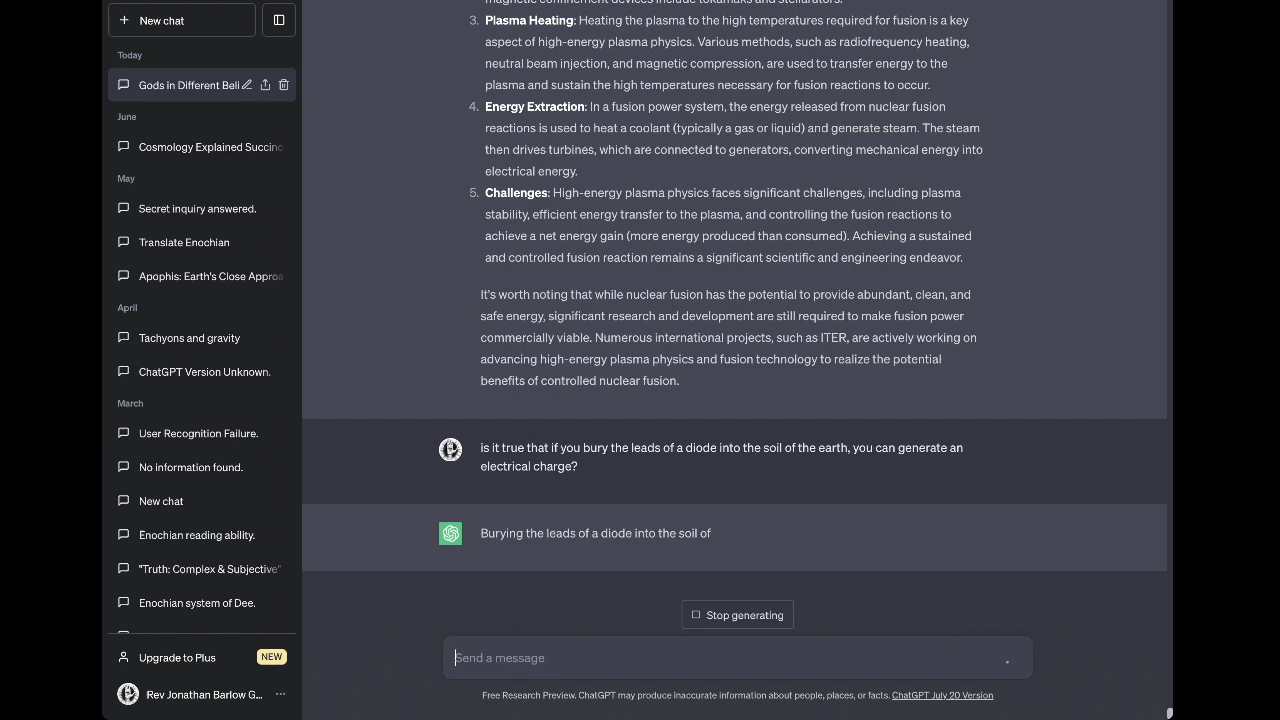 New chat
Today
Gods in Different Beli
June
Cosmology Explained Succinc
May
Secret inquiry answered.
Translate Enochian
Apophis: Earth's Close Approa
April
Tachyons and gravity
ChatGPT Version Unknown.
March
User Recognition Failure.
No information found.
New chat
Enochian reading ability.
"Truth: Complex & Subjective"
Enochian system of Dee.
Upgrade to Plus NEW
Rev Jonathan Barlow G...
3. Plasma Heating: Heating the plasma to the high temperatures required for fusion is a key
aspect of high-energy plasma physics. Various methods, such as radiofrequency heating,
neutral beam injection, and magnetic compression, are used to transfer energy to the
plasma and sustain the high temperatures necessary for fusion reactions to occur.
4. Energy Extraction: In a fusion power system, the energy released from nuclear fusion
reactions is used to heat a coolant (typically a gas or liquid) and generate steam. The steam
then drives turbines, which are connected to generators, converting mechanical energy into
electrical energy.
5. Challenges: High-energy plasma physics faces significant challenges, including plasma
stability, efficient energy transfer to the plasma, and controlling the fusion reactions to
achieve a net energy gain (more energy produced than consumed). Achieving a sustained
and controlled fusion reaction remains a significant scientific and engineering endeavor.
It's worth noting that while nuclear fusion has the potential to provide abundant, clean, and
safe energy, significant research and development are still required to make fusion power
commercially viable. Numerous international projects, such as ITER, are actively working on
advancing high-energy plasma physics and fusion technology to realize the potential
benefits of controlled nuclear fusion.
is it true that if you bury the leads of a diode into the soil of the earth, you can generate an
electrical charge?
Burying the leads of a diode into the soil of
Stop generating
Send a message
Free Research Preview. ChatGPT may produce inaccurate information about people, places, or facts. ChatGPT July 20 Version